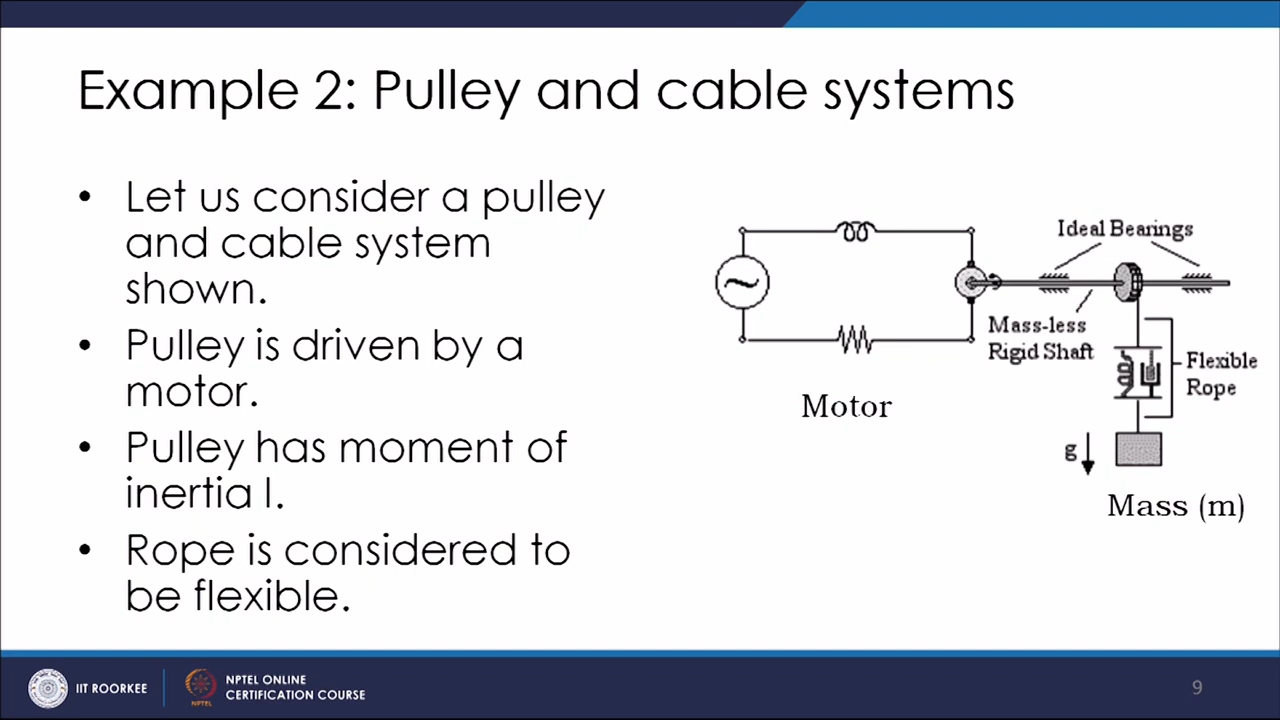 Example 2: Pulley and cable systems
• Let us consider a pulley
and cable system
shown.
• Pulley is driven by a
motor.
• Pulley has moment of
inertia I.
• Rope is considered to
be flexible.
Ideal Bearings
Mass-less
Rigid Shaft
Flexible
Rope
Motor
g
Mass (m)
IIT ROORKEE
NPTEL
NPTEL ONLINE
CERTIFICATION COURSE
9